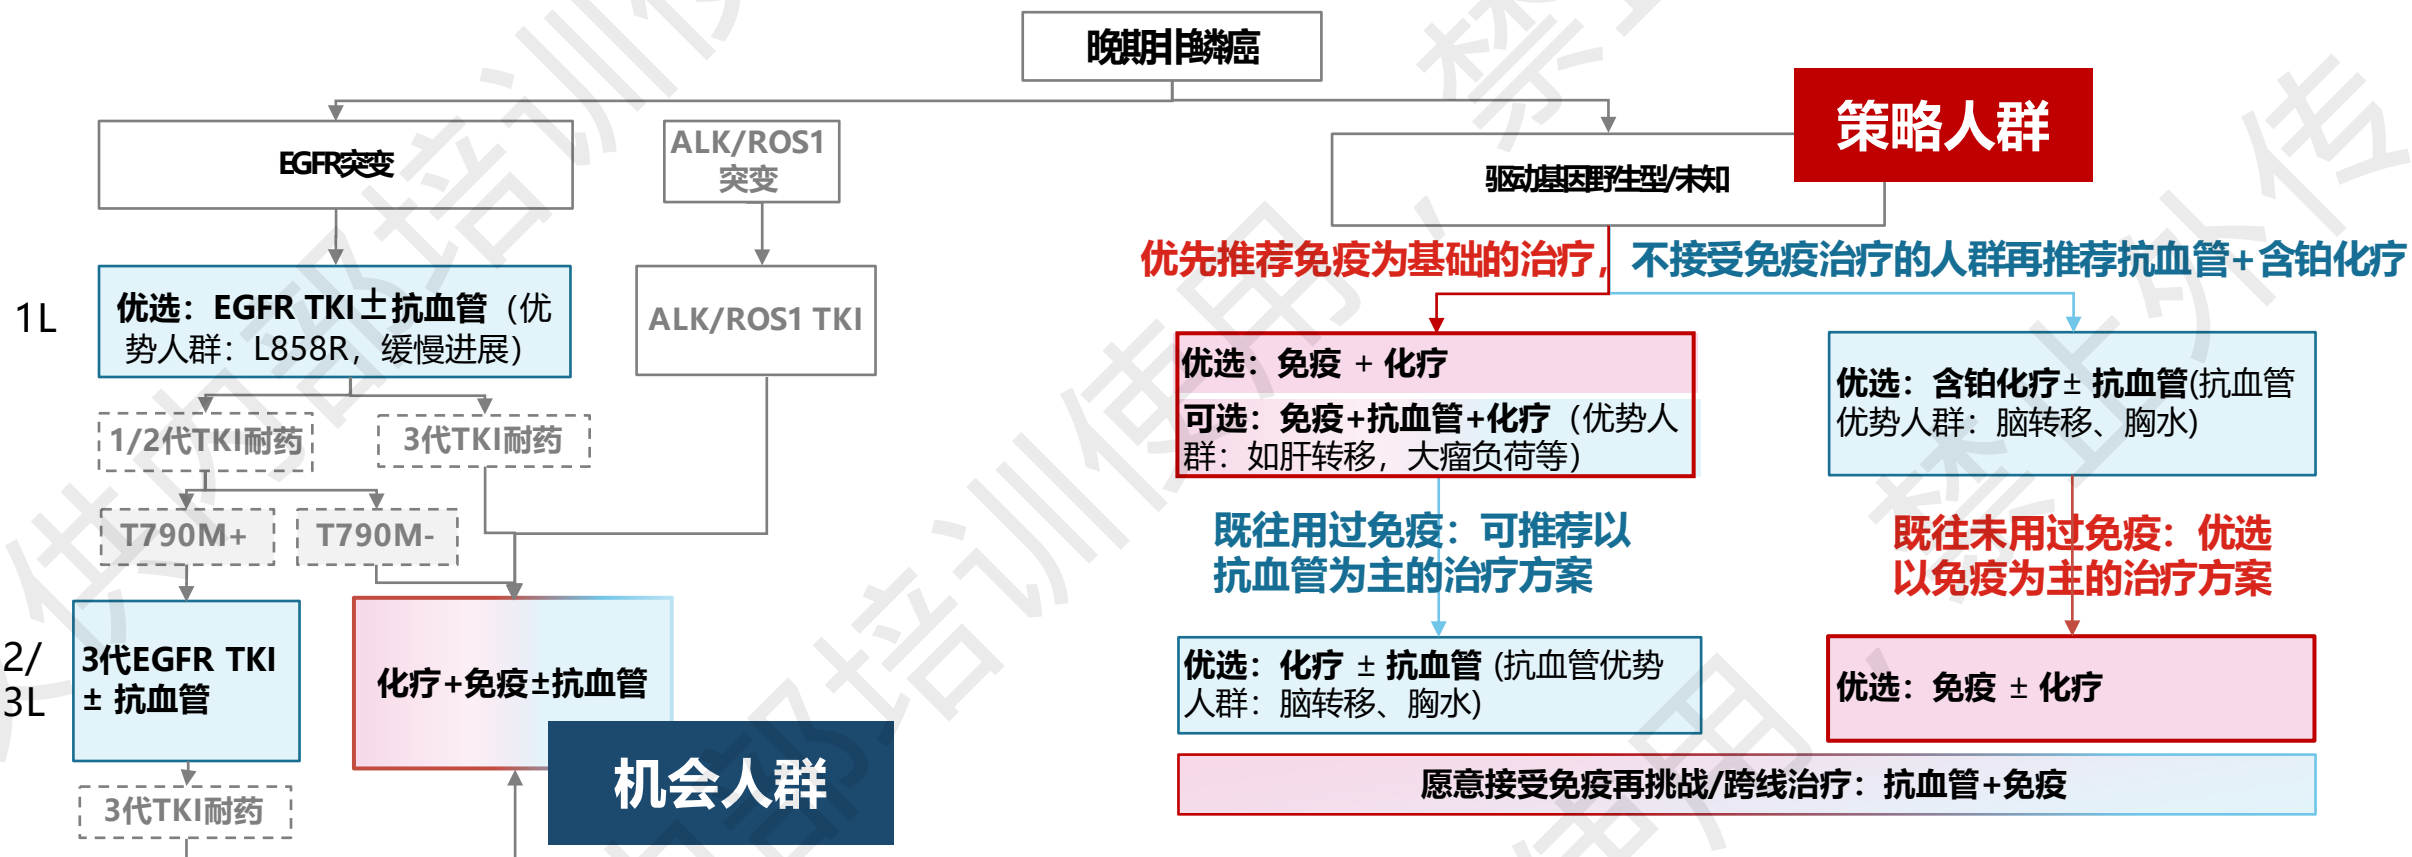 晚期非鳞癌
策略人群
EGFR突变
ALK/ROS1
突变
驱动基因野生型/未知
优先推荐免疫为基础的治疗，不接受免疫治疗的人群再推荐抗血管+含铂化疗
1L
优选：EGFR TKI±抗血管（优
势人群：L858R，缓慢进展）
ALK/ROS1 TKI
优选：免疫 + 化疗
可选：免疫+抗血管+化疗（优势人
群：如肝转移，大瘤负荷等）
优选：含铂化疗± 抗血管(抗血管
优势人群：脑转移、胸水)
1/2代TKI耐药
3代TKI耐药
T790M+
T790M-
既往用过免疫：可推荐以
抗血管为主的治疗方案
既往未用过免疫：优选
以免疫为主的治疗方案
2/
3L
3代EGFR TKI
± 抗血管
化疗+免疫±抗血管
机会人群
优选：化疗 ± 抗血管 (抗血管优势
人群：脑转移、胸水)
优选：免疫 ± 化疗
愿意接受免疫再挑战/跨线治疗：抗血管+免疫
3代TKI耐药
仅供内部培训使用，禁止外传